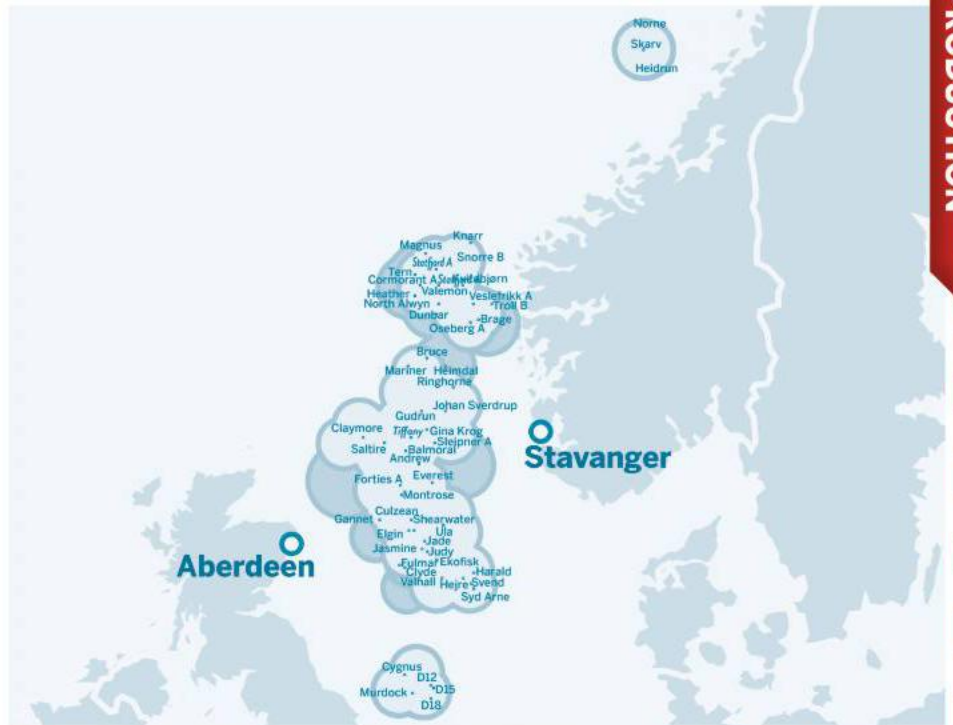 Norne
Skarv
Heidrun
Knarr
Magnus
Snorre B
Statfjord A
Tern
Cormorant A
Kvitebjørn
Heather
Valemon
Veslefrikk A
North Alwyn
Troll B
Dunbar
Brage
Oseberg A
Bruce
Mariner
Heimdal
Ringhorne
Johan Sverdrup
Gudrun
Claymore
Tiffany
Gina Krog
Saltire
Sleipner A
Balmoral
Andrew
Stavanger
Everest
Forties A
Montrose
Culzean
Gannet
Shearwater
Elgin
Ula
Jade
Aberdeen
Jasmine
Judy
Fulmar
Ekofisk
Clyde
Harald
Valhall
Hejre
Svend
Syd Arne
Cygnus
D12
Murdock
D15
D18